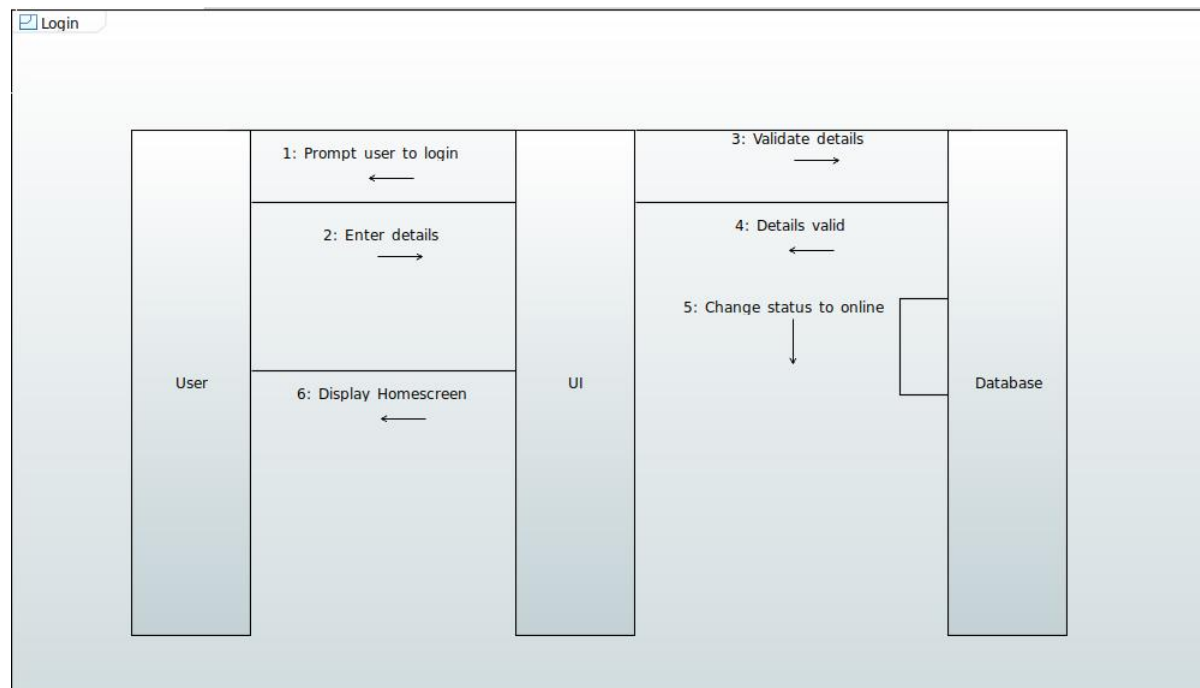 Login
1: Prompt user to login
3: Validate details
2: Enter details
4: Details valid
5: Change status to online
User
UI
Database
6: Display Homescreen